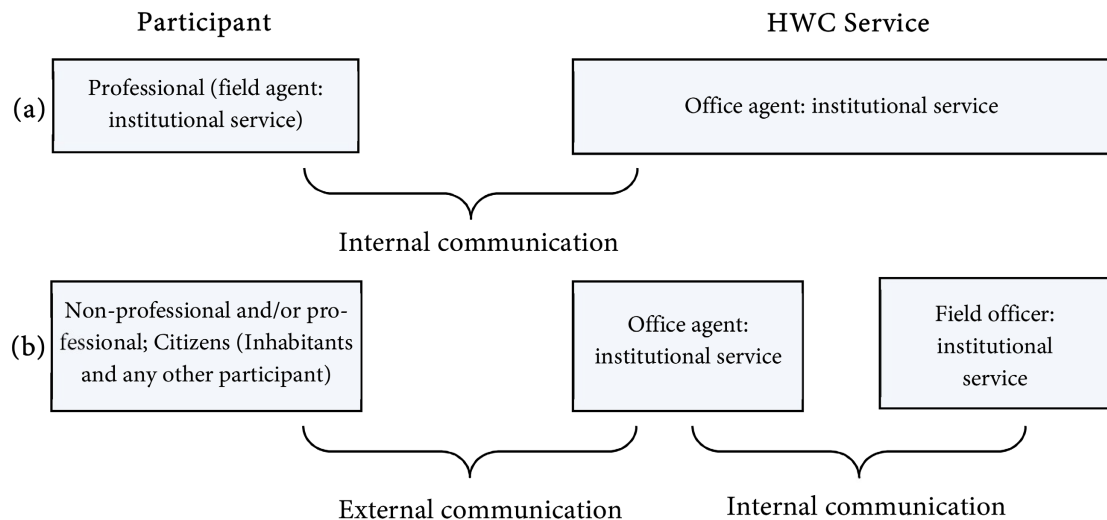 Participant
HWC Service
(a)
Professional (field agent:
institutional service)
Office agent: institutional service
Internal communication
(b)
Non-professional and/or pro-
fessional; Citizens (Inhabitants
and any other participant)
Office agent:
institutional service
Field officer:
institutional
service
External communication
Internal communication